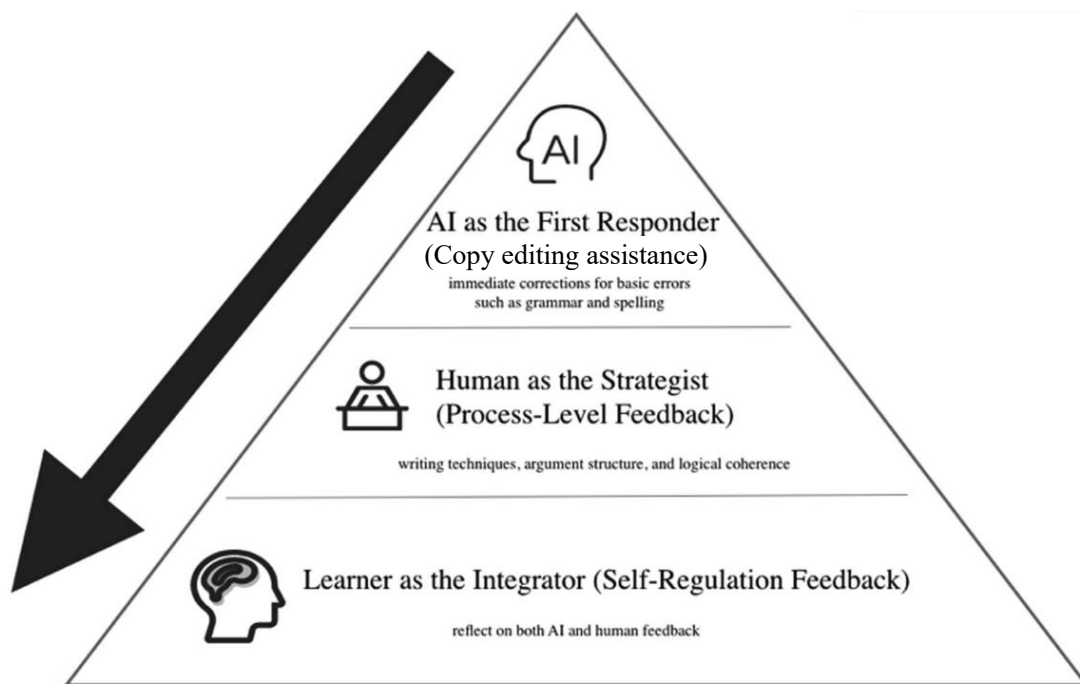 AI
AI as the First Responder
(Copy editing assistance)
immediate corrections for basic errors
such as grammar and spelling
Human as the Strategist
(Process-Level Feedback)
writing techniques, argument structure, and logical coherence
Learner as the Integrator (Self-Regulation Feedback)
reflect on both AI and human feedback